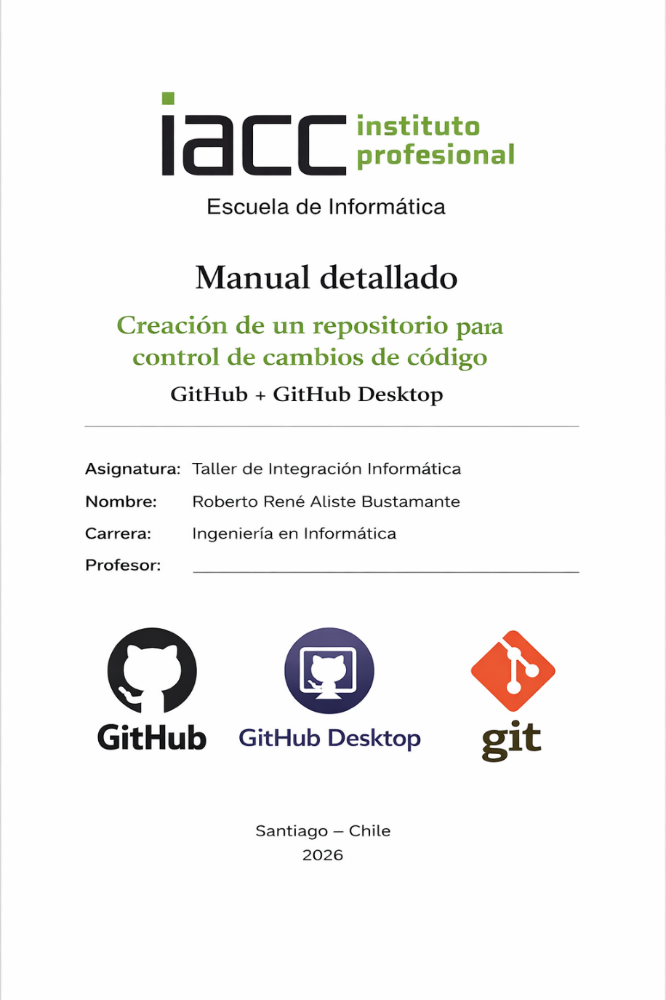 iacc instituto profesional
Escuela de Informática
Manual detallado
Creación de un repositorio para
control de cambios de código
GitHub + GitHub Desktop
Asignatura: Taller de Integración Informática
Nombre: Roberto René Aliste Bustamante
Carrera: Ingeniería en Informática
Profesor:
GitHub
GitHub Desktop
git
Santiago – Chile
2026